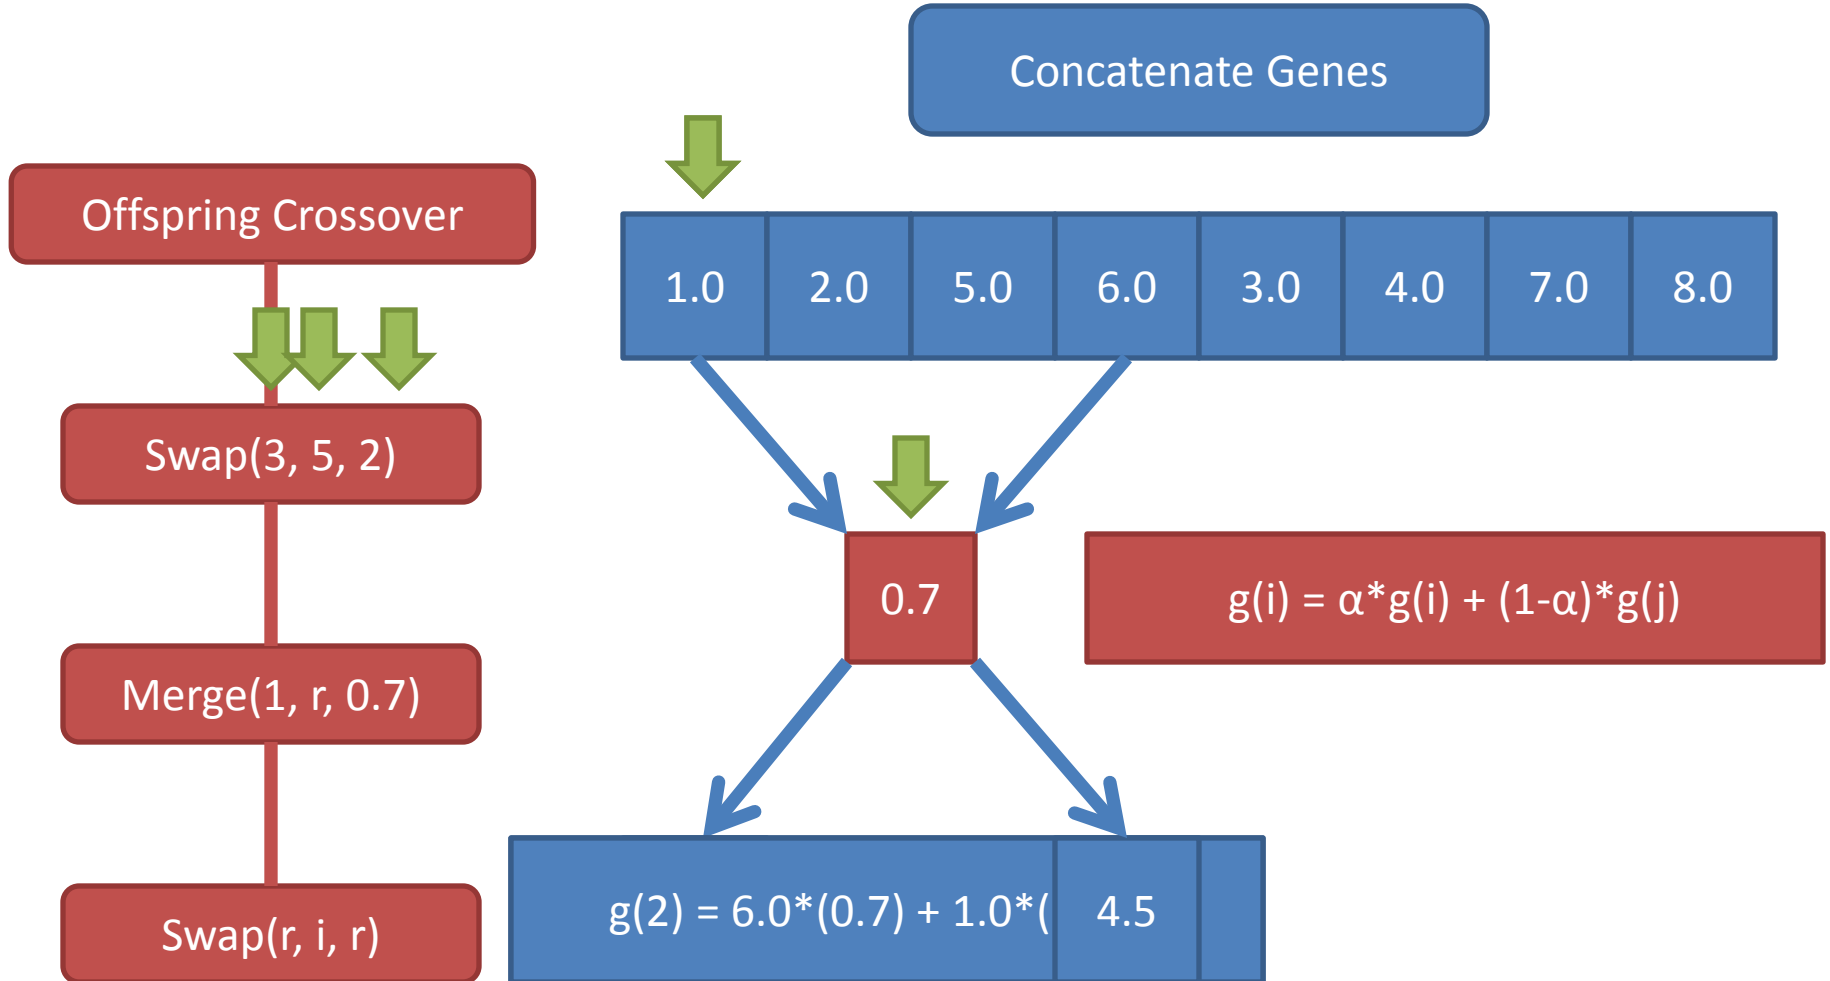 Concatenate Genes
Offspring Crossover
1.0 2.0 5.0 6.0 3.0 4.0 7.0 8.0
Swap(3, 5, 2)
0.7
g(i) = α*g(i) + (1-α)*g(j)
Merge(1, r, 0.7)
Swap(r, i, r)
g(2) = 6.0*(0.7) + 1.0*(
4.5